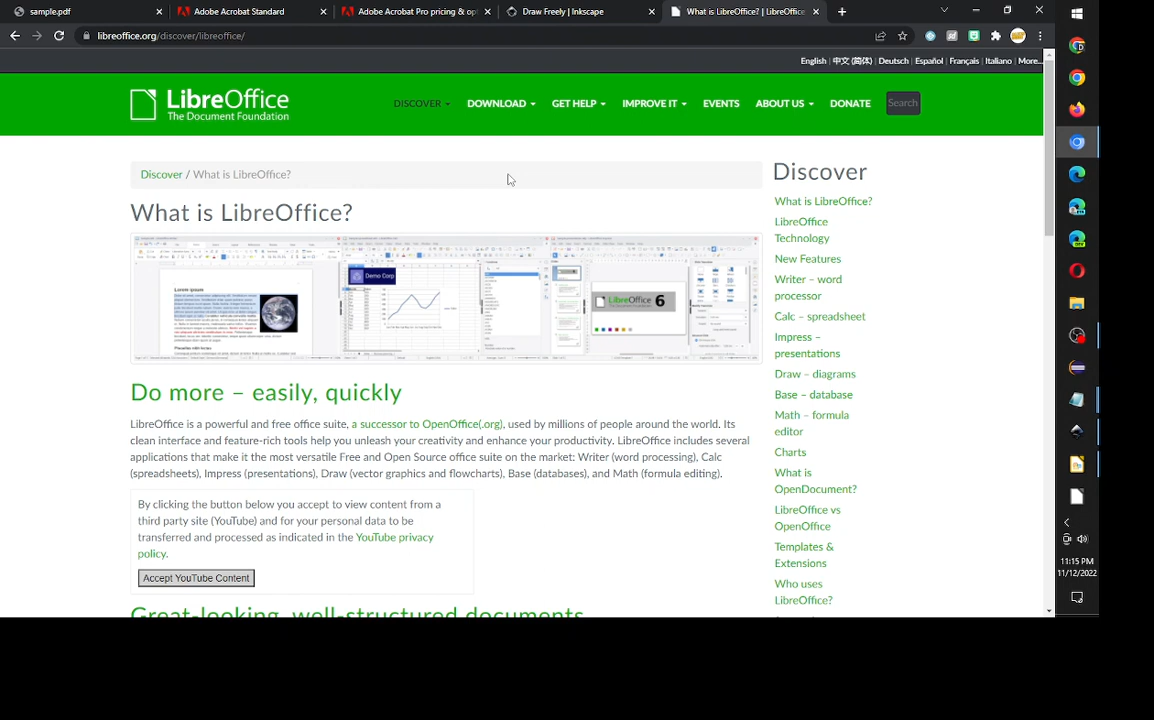 sample.pdf
Adobe Acrobat Standard
Adobe Acrobat Pro pricing & op
Draw Freely | Inkscape
What is LibreOffice? | LibreOffice
libreoffice.org/discover/libreoffice/
English | 中文 (简体) | Deutsch | Español | Français | Italiano | More...
LibreOffice
The Document Foundation
DISCOVER
DOWNLOAD
GET HELP
IMPROVE IT
EVENTS
ABOUT US
DONATE
Search
Discover / What is LibreOffice?
What is LibreOffice?
Demo Corp
LibreOffice 6
Do more – easily, quickly
LibreOffice is a powerful and free office suite, a successor to OpenOffice(.org), used by millions of people around the world. Its
clean interface and feature-rich tools help you unleash your creativity and enhance your productivity. LibreOffice includes several
applications that make it the most versatile Free and Open Source office suite on the market: Writer (word processing), Calc
(spreadsheets), Impress (presentations), Draw (vector graphics and flowcharts), Base (databases), and Math (formula editing).
By clicking the button below you accept to view content from a
third party site (YouTube) and for your personal data to be
transferred and processed as indicated in the YouTube privacy
policy.
Accept YouTube Content
Great-looking, well-structured documents
Discover
What is LibreOffice?
LibreOffice
Technology
New Features
Writer – word
processor
Calc – spreadsheet
Impress –
presentations
Draw – diagrams
Base – database
Math – formula
editor
Charts
What is
OpenDocument?
LibreOffice vs
OpenOffice
Templates &
Extensions
Who uses
LibreOffice?
11:15 PM
11/12/2022